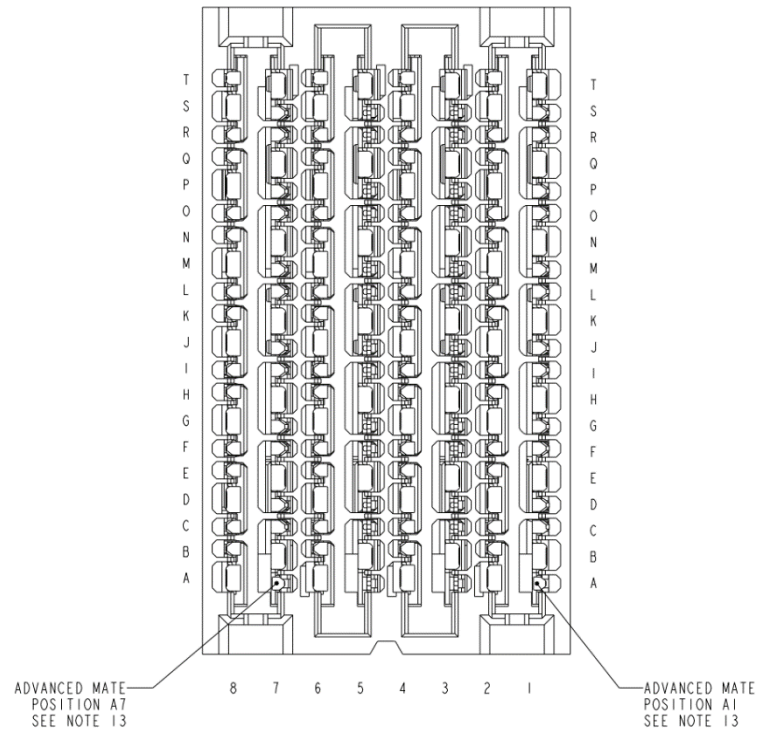 T
S
R
Q
P
O
N
M
L
K
J
I
H
G
F
E
D
C
B
A
T
S
R
Q
P
O
N
M
L
K
J
I
H
G
F
E
D
C
B
A
8 7 6 5 4 3 2 1
ADVANCED MATE
POSITION A7
SEE NOTE 13
ADVANCED MATE
POSITION A1
SEE NOTE 13